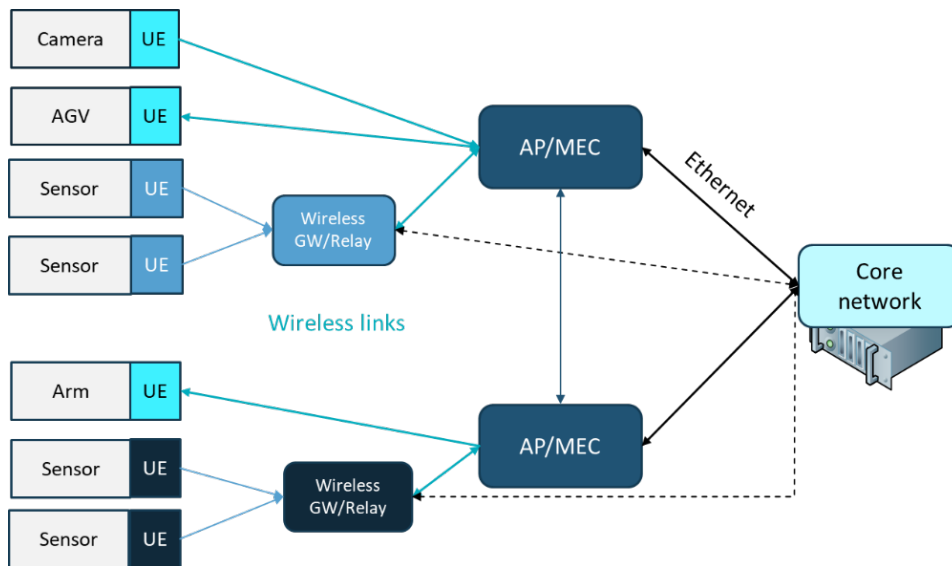 Camera UE
AGV UE
Sensor UE
Sensor UE
Wireless
GW/Relay
AP/MEC
Ethernet
Core
network
Wireless links
Arm UE
Sensor UE
Sensor UE
Wireless
GW/Relay
AP/MEC